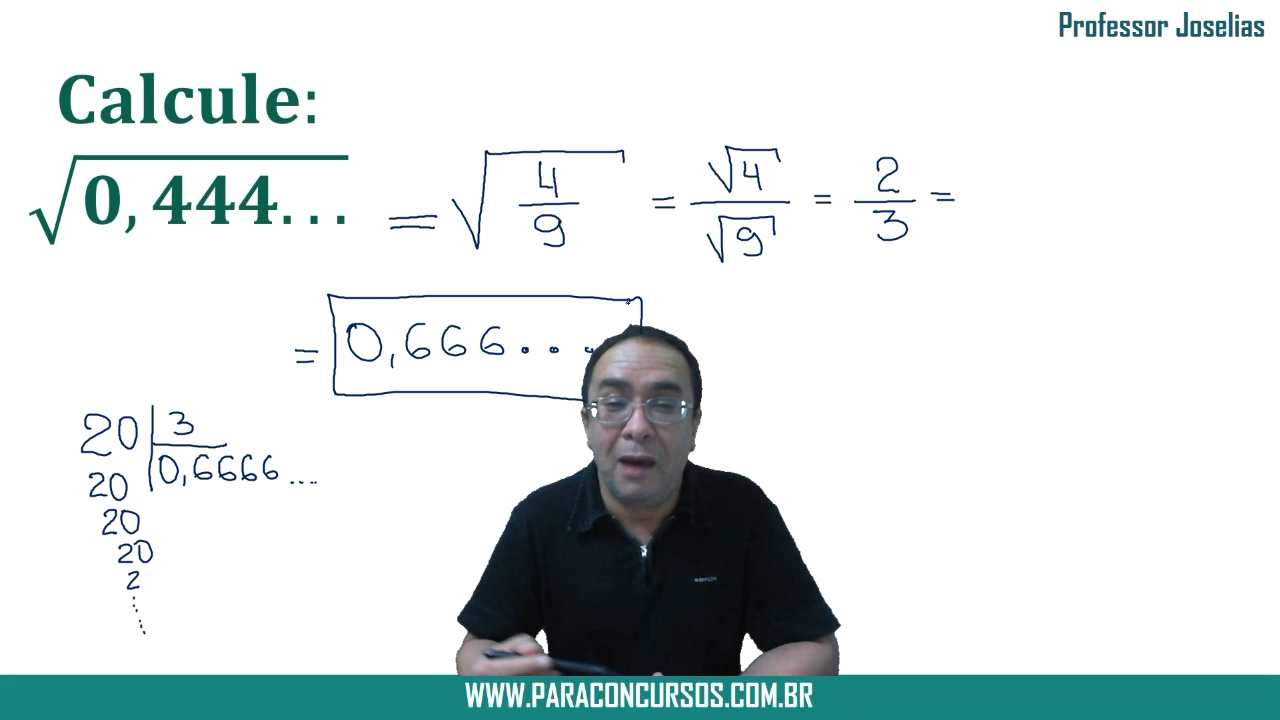 Professor Joselias
Calcule:
√0,444... = √(4/9) = √4/√9 = 2/3 =
= 0,666...
20 | 3
20 0,6666....
20
20
2
WWW.PARACONCURSOS.COM.BR